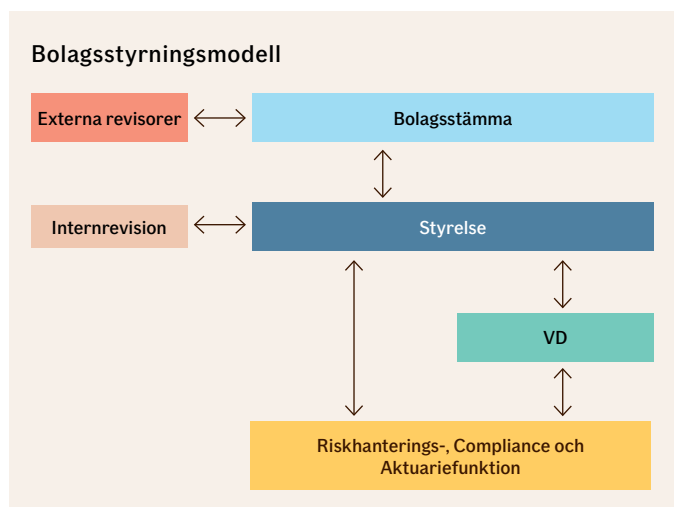 Bolagsstyrningsmodell
Externa revisorer
Bolagsstämma
Internrevision
Styrelse
VD
Riskhanterings-, Compliance och
Aktuariefunktion